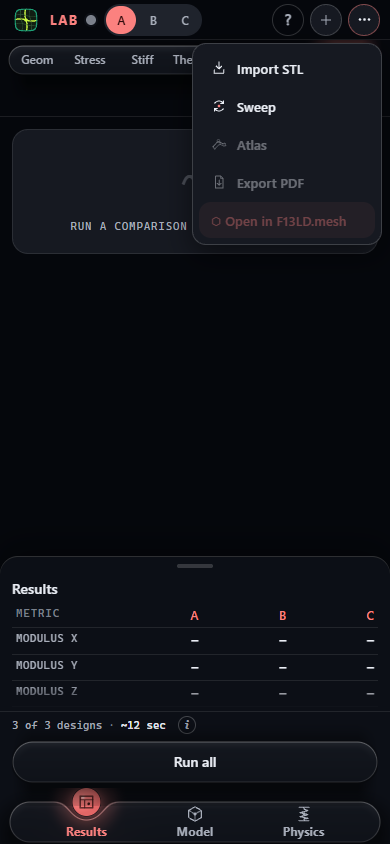 LAB A B C ? + ...
Geom Stress Stiff The
Import STL
Sweep
Atlas
Export PDF
Open in F13LD.mesh
RUN A COMPARISON
Results
METRIC A B C
MODULUS X — — —
MODULUS Y — — —
MODULUS Z — — —
3 of 3 designs · ~12 sec i
Run all
Results Model Physics